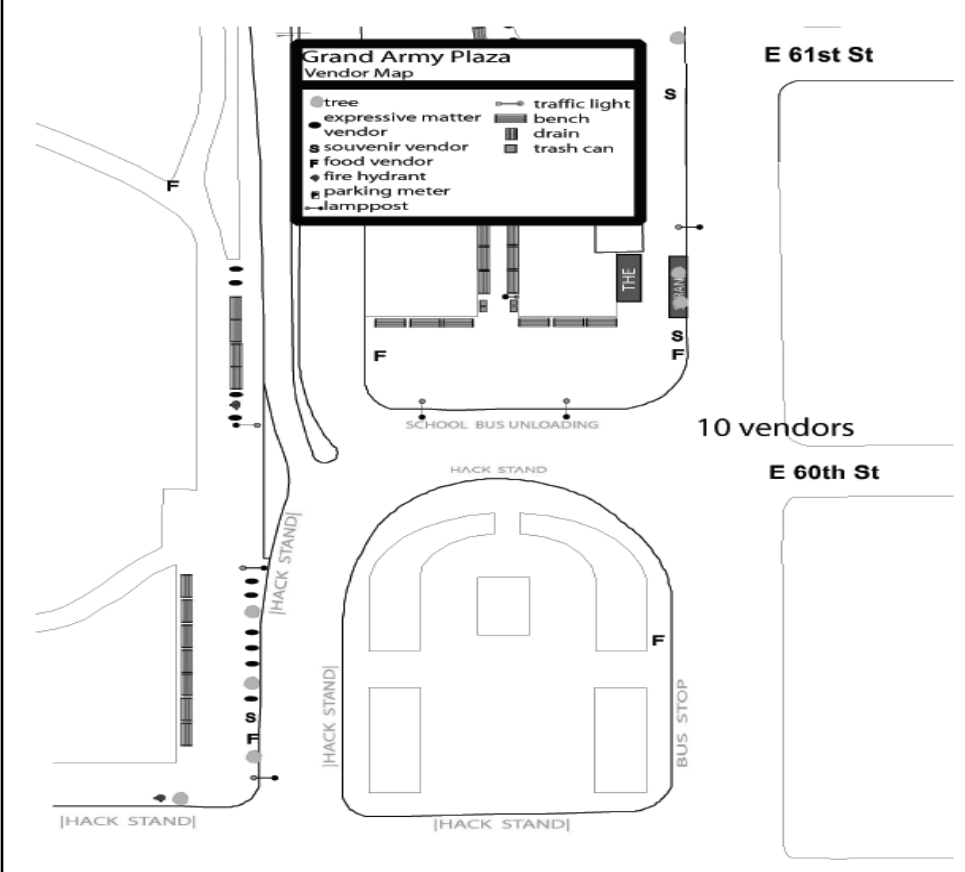 Grand Army Plaza
Vendor Map
tree
expressive matter
vendor
S souvenir vendor
F food vendor
fire hydrant
parking meter
lamppost
traffic light
bench
drain
trash can
E 61st St
S
F
THE
S
F
F
SCHOOL BUS UNLOADING
10 vendors
HACK STAND
E 60th St
|HACK STAND|
F
|HACK STAND|
BUS STOP
S
F
|HACK STAND|
|HACK STAND|